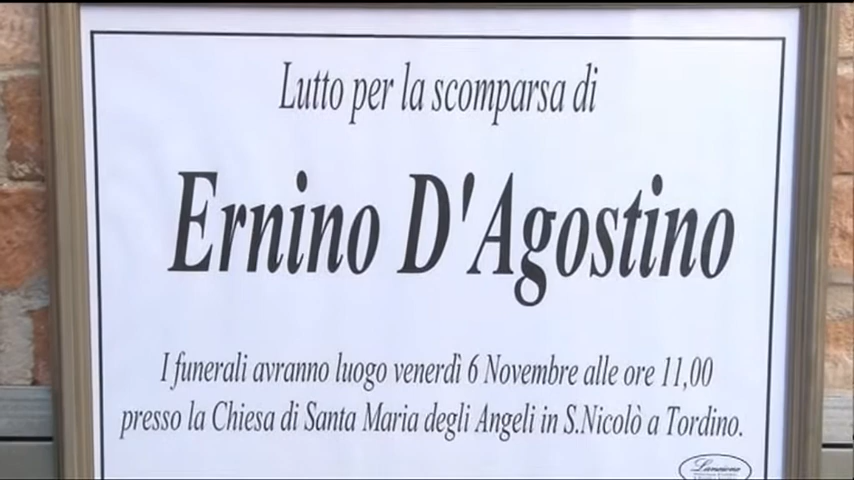 Lutto per la scomparsa di
Ernino D'Agostino
I funerali avranno luogo venerdì 6 Novembre alle ore 11,00
presso la Chiesa di Santa Maria degli Angeli in S.Nicolò a Tordino.